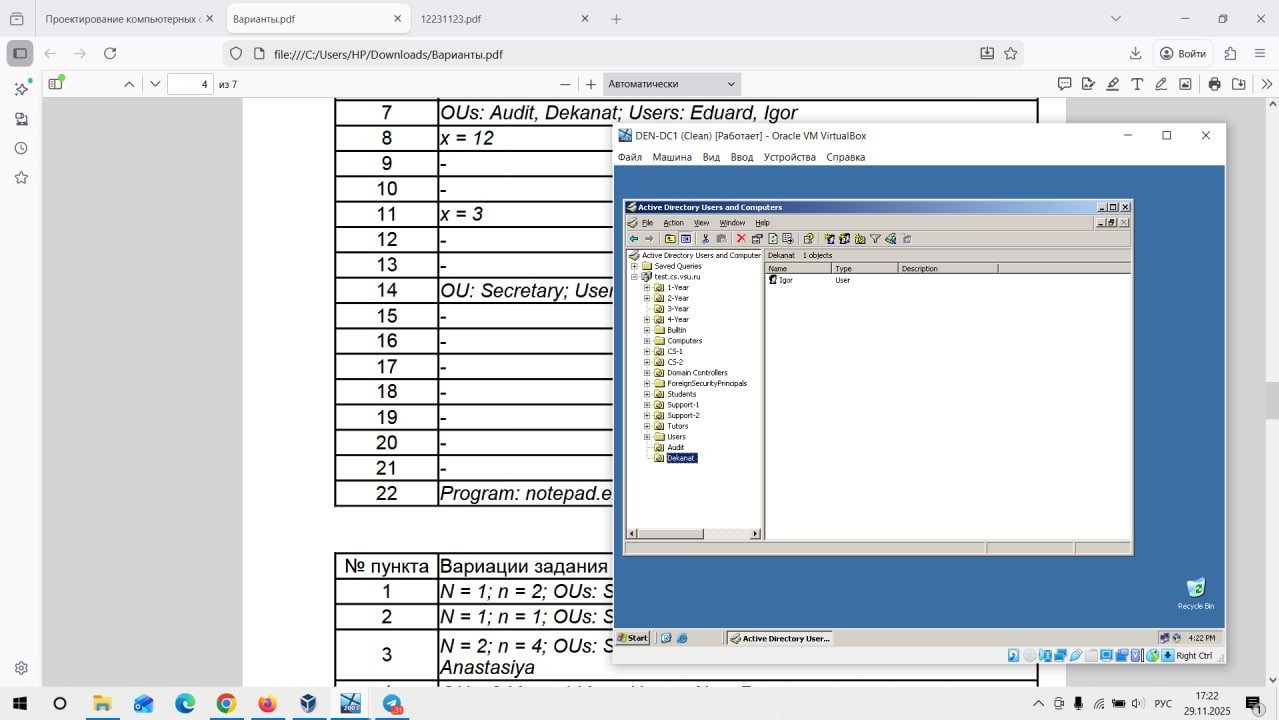 Проектирование компьютерных с
Варианты.pdf
12231123.pdf
file:///C:/Users/HP/Downloads/Варианты.pdf
Войти
4 из 7
Автоматически
7 OUs: Audit, Dekanat; Users: Eduard, Igor
8 x = 12
9 -
10 -
11 x = 3
12 -
13 -
14 OU: Secretary; User
15 -
16 -
17 -
18 -
19 -
20 -
21 -
22 Program: notepad.e
№ пункта Вариации задания
1 N = 1; n = 2; OUs: S
2 N = 1; n = 1; OUs: S
3 N = 2; n = 4; OUs: S
Anastasiya
DEN-DC1 (Clean) [Работает] - Oracle VM VirtualBox
Файл Машина Вид Ввод Устройства Справка
Active Directory Users and Computers
File Action View Window Help
Active Directory Users and Computer
Saved Queries
test.cs.vsu.ru
1-Year
2-Year
3-Year
4-Year
Builtin
Computers
CS-1
CS-2
Domain Controllers
ForeignSecurityPrincipals
Students
Support-1
Support-2
Tutors
Users
Audit
Dekanat
Dekanat 1 objects
Name Type Description
Igor User
Recycle Bin
Start
Active Directory User...
4:22 PM
Right Ctrl
31
РУС
17:22
29.11.2025
1